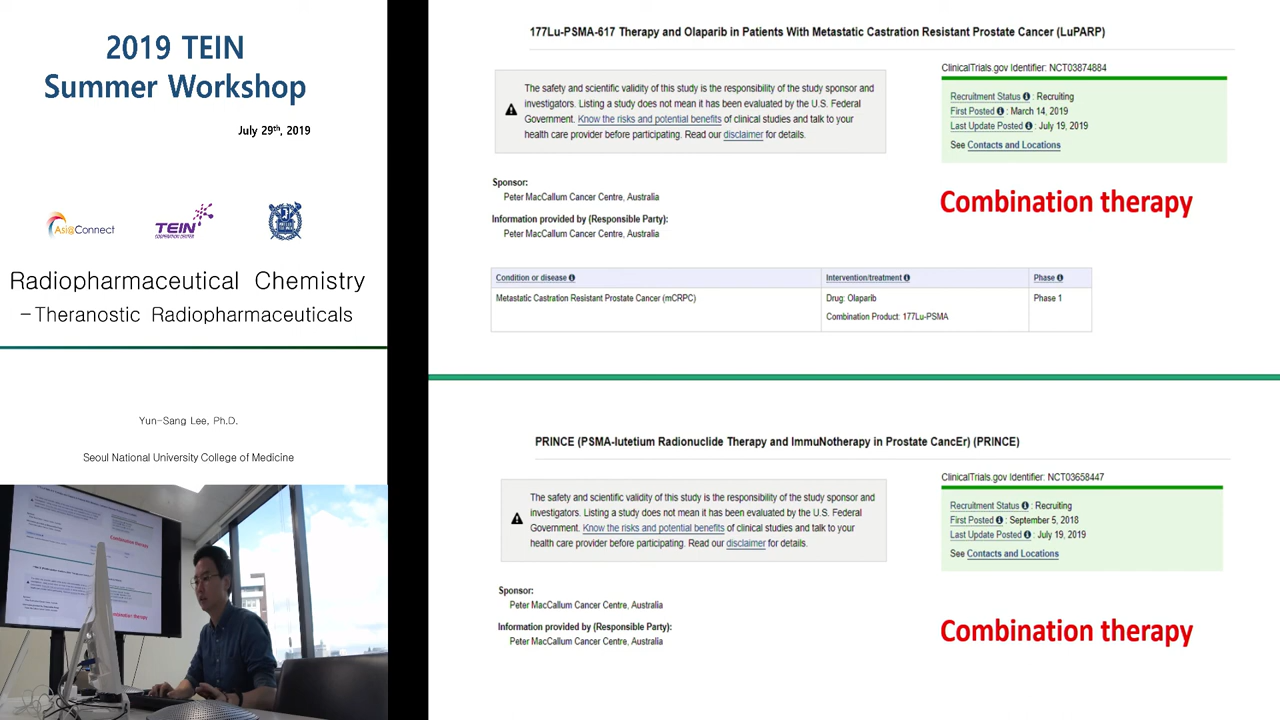 2019 TEIN
Summer Workshop
July 29th, 2019
Asi@Connect
TEIN
COOPERATION CENTER
Radiopharmaceutical Chemistry
- Theranostic Radiopharmaceuticals
Yun-Sang Lee, Ph.D.
Seoul National University College of Medicine
Combination therapy
177Lu-PSMA-617 Therapy and Olaparib in Patients With Metastatic Castration Resistant Prostate Cancer (LuPARP)
The safety and scientific validity of this study is the responsibility of the study sponsor and
investigators. Listing a study does not mean it has been evaluated by the U.S. Federal
Government. Know the risks and potential benefits of clinical studies and talk to your
health care provider before participating. Read our disclaimer for details.
ClinicalTrials.gov Identifier: NCT03874884
Recruitment Status : Recruiting
First Posted : March 14, 2019
Last Update Posted : July 19, 2019
See Contacts and Locations
Sponsor:
Peter MacCallum Cancer Centre, Australia
Information provided by (Responsible Party):
Peter MacCallum Cancer Centre, Australia
Combination therapy
Condition or disease Intervention/treatment Phase
Metastatic Castration Resistant Prostate Cancer (mCRPC) Drug: Olaparib Phase 1
Combination Product: 177Lu-PSMA
PRINCE (PSMA-lutetium Radionuclide Therapy and ImmuNotherapy in Prostate CancEr) (PRINCE)
The safety and scientific validity of this study is the responsibility of the study sponsor and
investigators. Listing a study does not mean it has been evaluated by the U.S. Federal
Government. Know the risks and potential benefits of clinical studies and talk to your
health care provider before participating. Read our disclaimer for details.
ClinicalTrials.gov Identifier: NCT03658447
Recruitment Status : Recruiting
First Posted : September 5, 2018
Last Update Posted : July 19, 2019
See Contacts and Locations
Sponsor:
Peter MacCallum Cancer Centre, Australia
Information provided by (Responsible Party):
Peter MacCallum Cancer Centre, Australia
Combination therapy